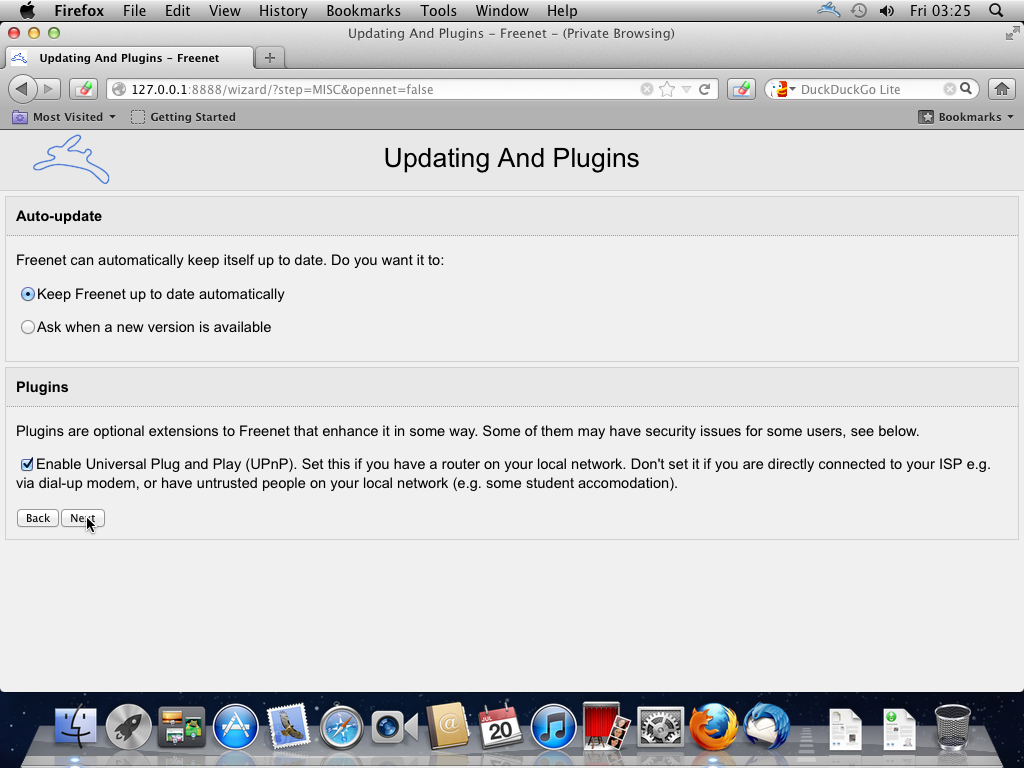 Firefox File Edit View History Bookmarks Tools Window Help Fri 03:25
Updating And Plugins – Freenet – (Private Browsing)
Updating And Plugins – Freenet
127.0.0.1:8888/wizard/?step=MISC&opennet=false DuckDuckGo Lite
Most Visited Getting Started Bookmarks
Updating And Plugins
Auto-update
Freenet can automatically keep itself up to date. Do you want it to:
Keep Freenet up to date automatically
Ask when a new version is available
Plugins
Plugins are optional extensions to Freenet that enhance it in some way. Some of them may have security issues for some users, see below.
Enable Universal Plug and Play (UPnP). Set this if you have a router on your local network. Don't set it if you are directly connected to your ISP e.g.
via dial-up modem, or have untrusted people on your local network (e.g. some student accomodation).
Back Next
JUL
20